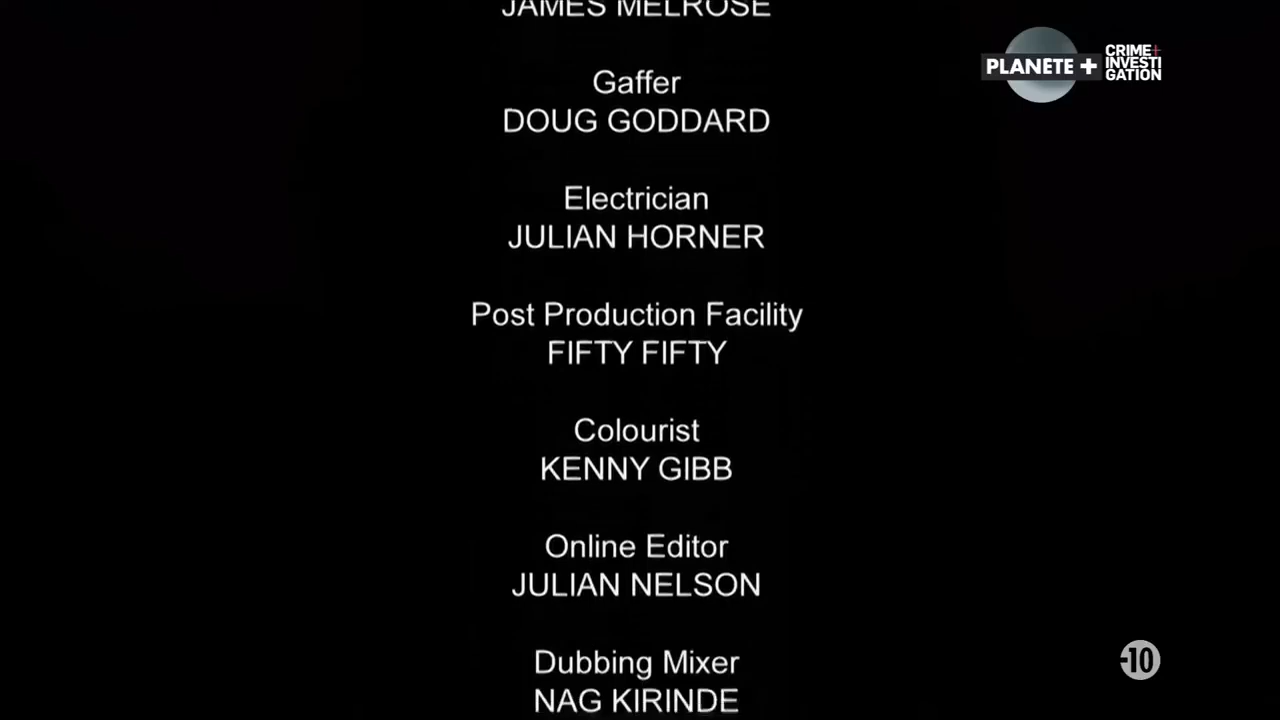 JAMES MELROSE
PLANETE+
CRIME+
INVESTI
GATION
Gaffer
DOUG GODDARD
Electrician
JULIAN HORNER
Post Production Facility
FIFTY FIFTY
Colourist
KENNY GIBB
Online Editor
JULIAN NELSON
Dubbing Mixer
NAG KIRINDE
-10